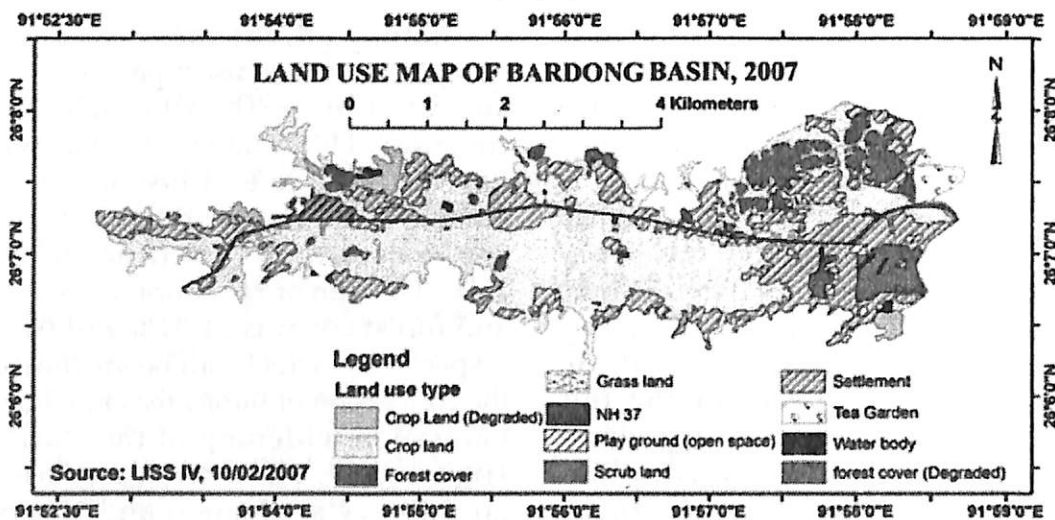 91°52'30"E 91°54'0"E 91°55'0"E 91°56'0"E 91°57'0"E 91°58'0"E 91°59'0"E
LAND USE MAP OF BARDONG BASIN, 2007
N
0 1 2 4 Kilometers
26°8'0"N 26°8'0"N
26°7'0"N 26°7'0"N
26°6'0"N 26°6'0"N
Legend
Land use type
Crop Land (Degraded)
Crop land
Forest cover
Grass land
NH 37
Play ground (open space)
Scrub land
Settlement
Tea Garden
Water body
forest cover (Degraded)
Source: LISS IV, 10/02/2007
91°52'30"E 91°54'0"E 91°55'0"E 91°56'0"E 91°57'0"E 91°58'0"E 91°59'0"E